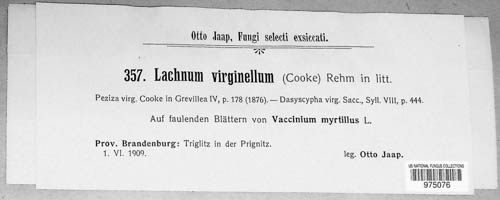 Otto Jaap, Fungi selecti exsiccati.
357. Lachnum virginellum (Cooke) Rehm in litt.
Peziza virg. Cooke in Grevillea IV, p. 178 (1876). — Dasyscypha virg. Sacc., Syll. VIII, p. 444.
Auf faulenden Blättern von Vaccinium myrtillus L.
Prov. Brandenburg: Triglitz in der Prignitz.
1. VI. 1909. leg. Otto Jaap.
US NATIONAL FUNGUS COLLECTIONS
975076